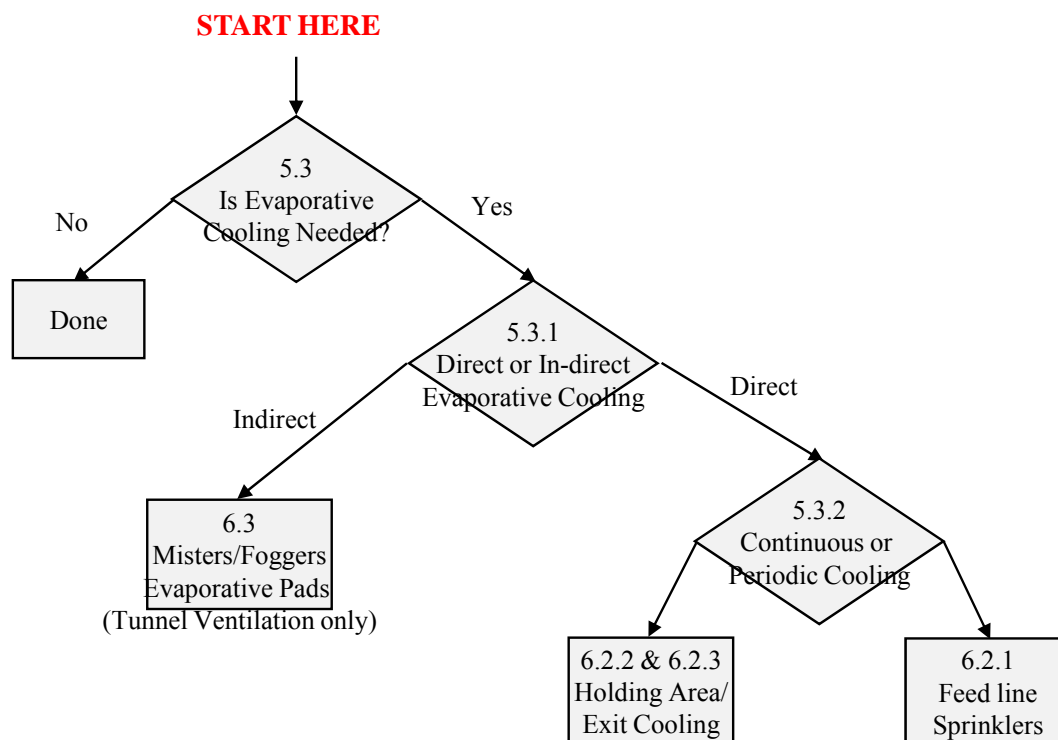 START HERE
5.3
Is Evaporative
Cooling Needed?
No
Yes
Done
5.3.1
Direct or In-direct
Evaporative Cooling
Indirect
Direct
6.3
Misters/Foggers
Evaporative Pads
(Tunnel Ventilation only)
5.3.2
Continuous or
Periodic Cooling
6.2.2 & 6.2.3
Holding Area/
Exit Cooling
6.2.1
Feed line
Sprinklers